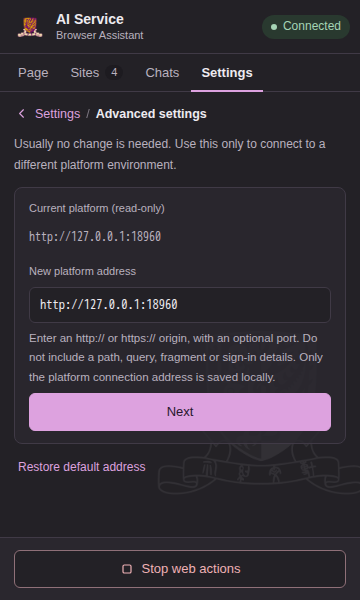 AI Service
Browser Assistant
Connected
Page Sites 4 Chats Settings
Settings / Advanced settings
Usually no change is needed. Use this only to connect to a
different platform environment.
Current platform (read-only)
http://127.0.0.1:18960
New platform address
http://127.0.0.1:18960
Enter an http:// or https:// origin, with an optional port. Do
not include a path, query, fragment or sign-in details. Only
the platform connection address is saved locally.
Next
Restore default address
Stop web actions